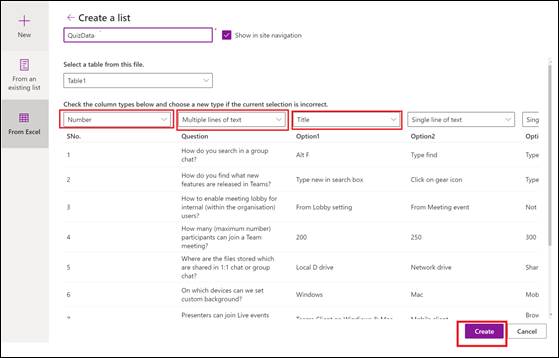 ← Create a list
New
QuizData
Show in site navigation
From an
existing list
Select a table from this file.
Table1
From Excel
Check the column types below and choose a new type if the current selection is incorrect.
Number
Multiple lines of text
Title
Single line of text
Sing
SNo.
Question
Option1
Option2
Optio
1
How do you search in a group
chat?
Alt F
Type find
Type
2
How do you find what new
features are released in Teams?
Type new in search box
Click on gear icon
Type
3
How to enable meeting lobby for
internal (within the organisation)
users?
From Lobby setting
From Meeting event
Not
4
How many (maximum number)
participants can join a Team
meeting?
200
250
300
5
Where are the files stored which
are shared in 1:1 chat or group
chat?
Local D drive
Network drive
Shar
6
On which devices can we set
custom background?
Windows
Mac
Mobi
Presenters can join Live events
Brow
Create
Cancel